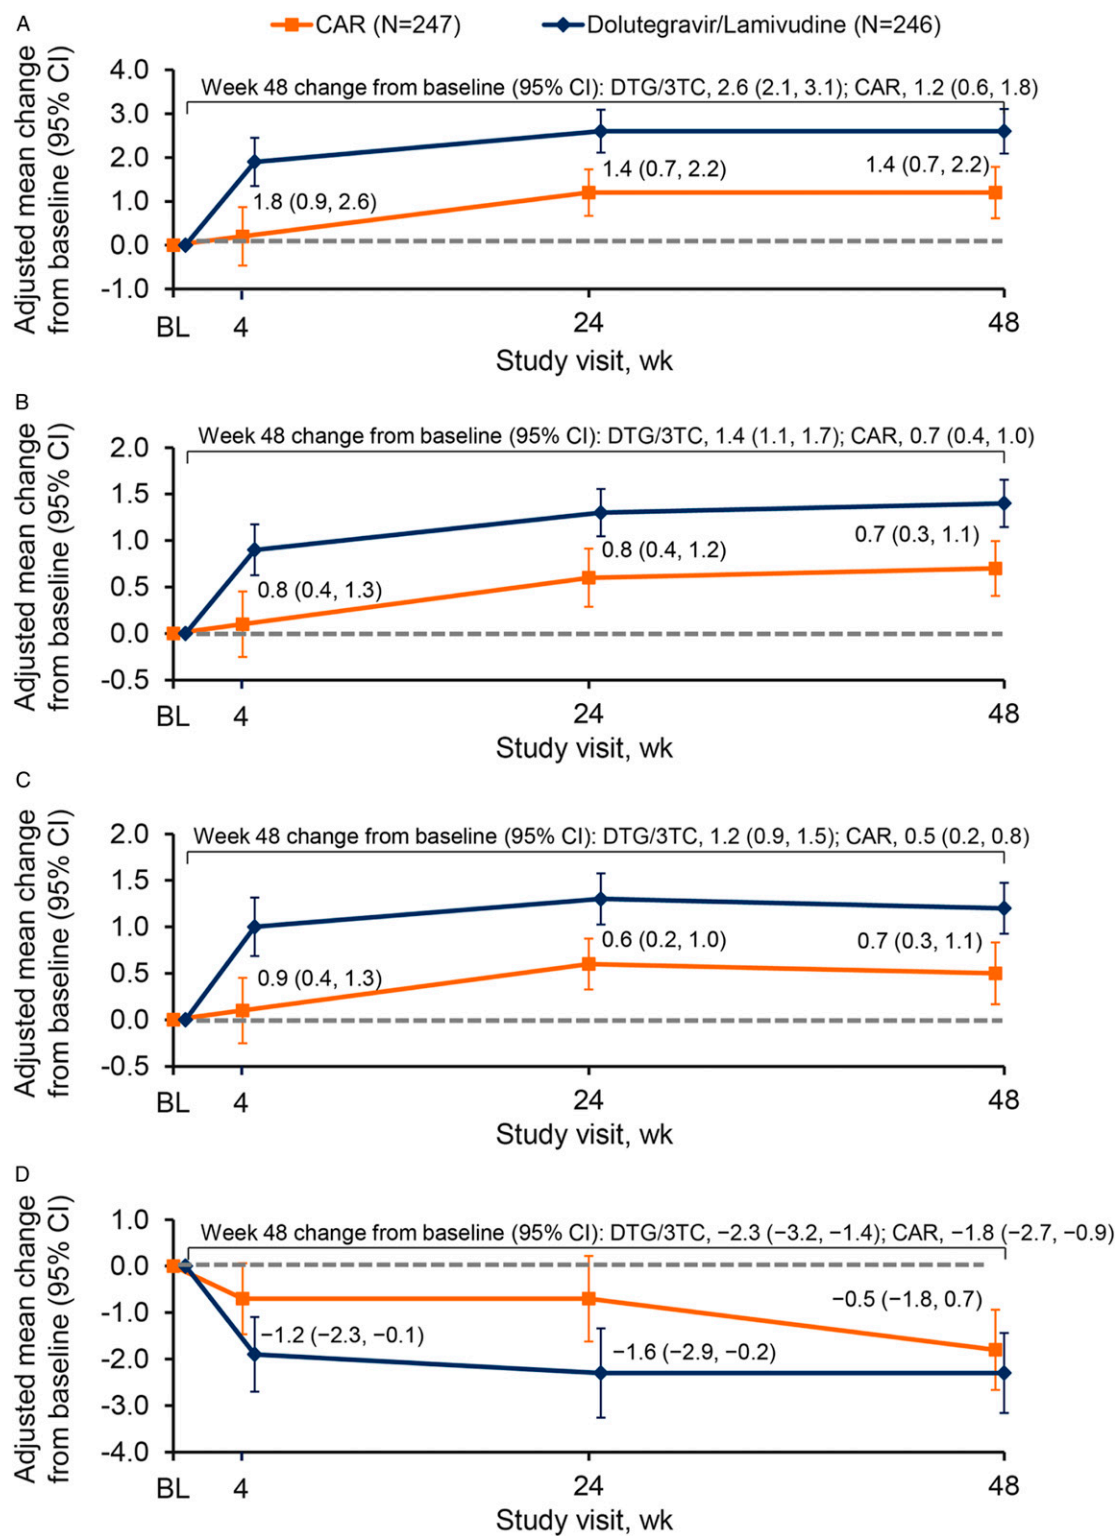 A
CAR (N=247)
Dolutegravir/Lamivudine (N=246)
Adjusted mean change
from baseline (95% CI)
4.0
3.0
2.0
1.0
0.0
-1.0
Week 48 change from baseline (95% CI): DTG/3TC, 2.6 (2.1, 3.1); CAR, 1.2 (0.6, 1.8)
1.8 (0.9, 2.6)
1.4 (0.7, 2.2)
1.4 (0.7, 2.2)
BL
4
24
48
Study visit, wk
B
Adjusted mean change
from baseline (95% CI)
2.0
1.5
1.0
0.5
0.0
-0.5
Week 48 change from baseline (95% CI): DTG/3TC, 1.4 (1.1, 1.7); CAR, 0.7 (0.4, 1.0)
0.8 (0.4, 1.3)
0.8 (0.4, 1.2)
0.7 (0.3, 1.1)
BL
4
24
48
Study visit, wk
C
Adjusted mean change
from baseline (95% CI)
2.0
1.5
1.0
0.5
0.0
-0.5
Week 48 change from baseline (95% CI): DTG/3TC, 1.2 (0.9, 1.5); CAR, 0.5 (0.2, 0.8)
0.9 (0.4, 1.3)
0.6 (0.2, 1.0)
0.7 (0.3, 1.1)
BL
4
24
48
Study visit, wk
D
Adjusted mean change
from baseline (95% CI)
1.0
0.0
-1.0
-2.0
-3.0
-4.0
Week 48 change from baseline (95% CI): DTG/3TC, −2.3 (−3.2, −1.4); CAR, −1.8 (−2.7, −0.9)
−1.2 (−2.3, −0.1)
−1.6 (−2.9, −0.2)
−0.5 (−1.8, 0.7)
BL
4
24
48
Study visit, wk